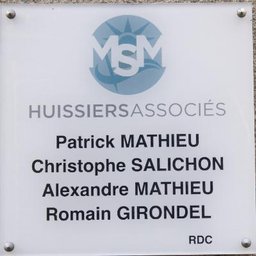 MSM
HUISSIERSASSOCIÉS
Patrick MATHIEU
Christophe SALICHON
Alexandre MATHIEU
Romain GIRONDEL
RDC